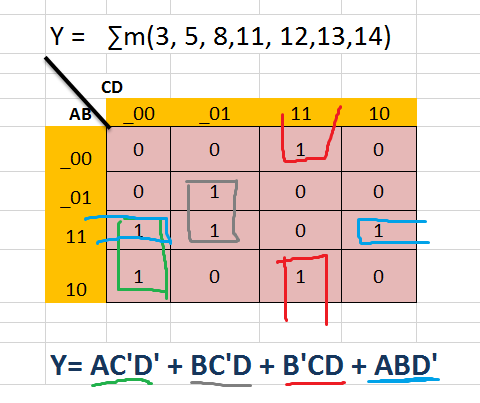 Y = ∑m(3, 5, 8,11, 12,13,14)
CD
AB _00 _01 11 10
_00 0 0 1 0
_01 0 1 0 0
11 1 1 0 1
10 1 0 1 0
Y= AC'D' + BC'D + B'CD + ABD'